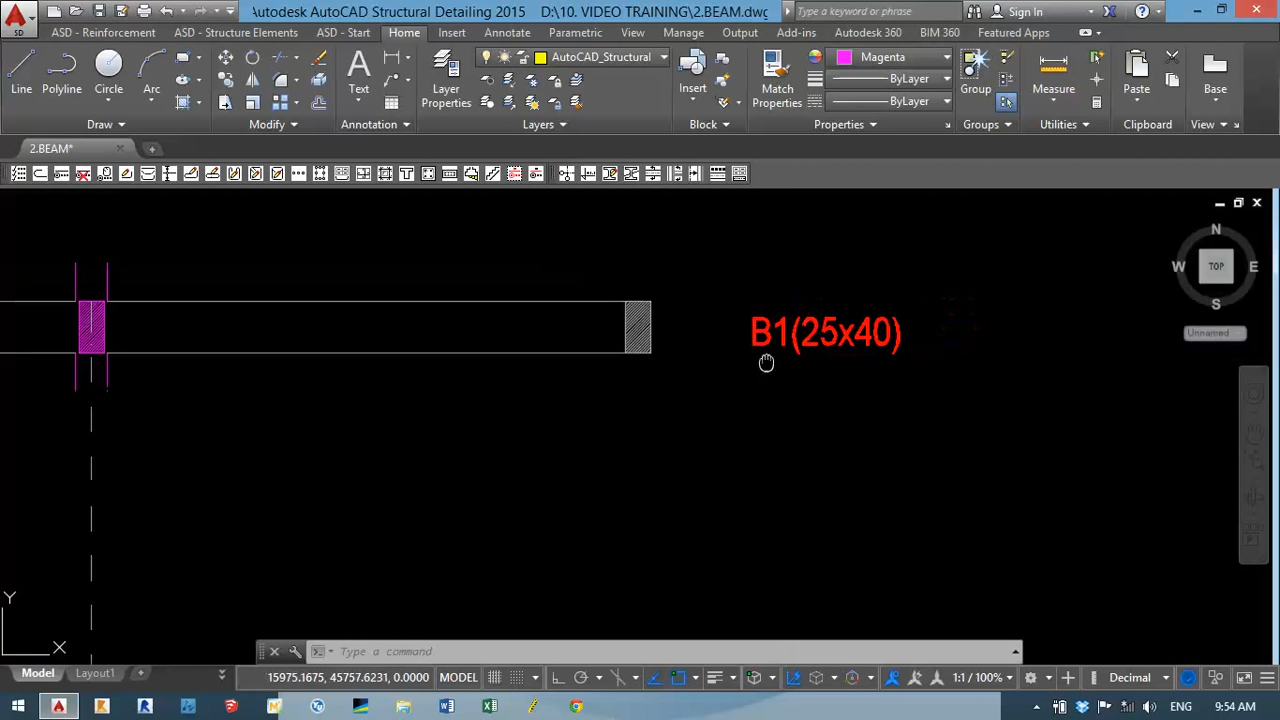 Autodesk AutoCAD Structural Detailing 2015 D:\10. VIDEO TRAINING\2.BEAM.dwg
Type a keyword or phrase
Sign In
SD
ASD - Reinforcement ASD - Structure Elements ASD - Start Home Insert Annotate Parametric View Manage Output Add-ins Autodesk 360 BIM 360 Featured Apps
Line Polyline Circle Arc
Text
Layer Properties
AutoCAD_Structural
Insert
Match Properties
Magenta
ByLayer
ByLayer
Group
Measure
Paste
Base
Draw Modify Annotation Layers Block Properties Groups Utilities Clipboard View
2.BEAM*
N
W TOP E
S
Unnamed
B1(25x40)
Y
X
Type a command
Model Layout1
15975.1675, 45757.6231, 0.0000 MODEL
1:1 / 100%
Decimal
ENG 9:54 AM